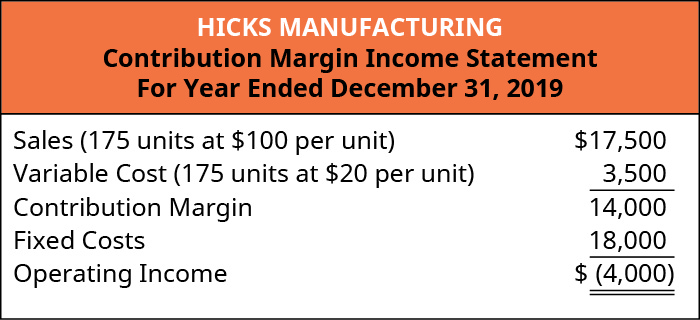 HICKS MANUFACTURING
Contribution Margin Income Statement
For Year Ended December 31, 2019
Sales (175 units at $100 per unit) $17,500
Variable Cost (175 units at $20 per unit) 3,500
Contribution Margin 14,000
Fixed Costs 18,000
Operating Income $ (4,000)